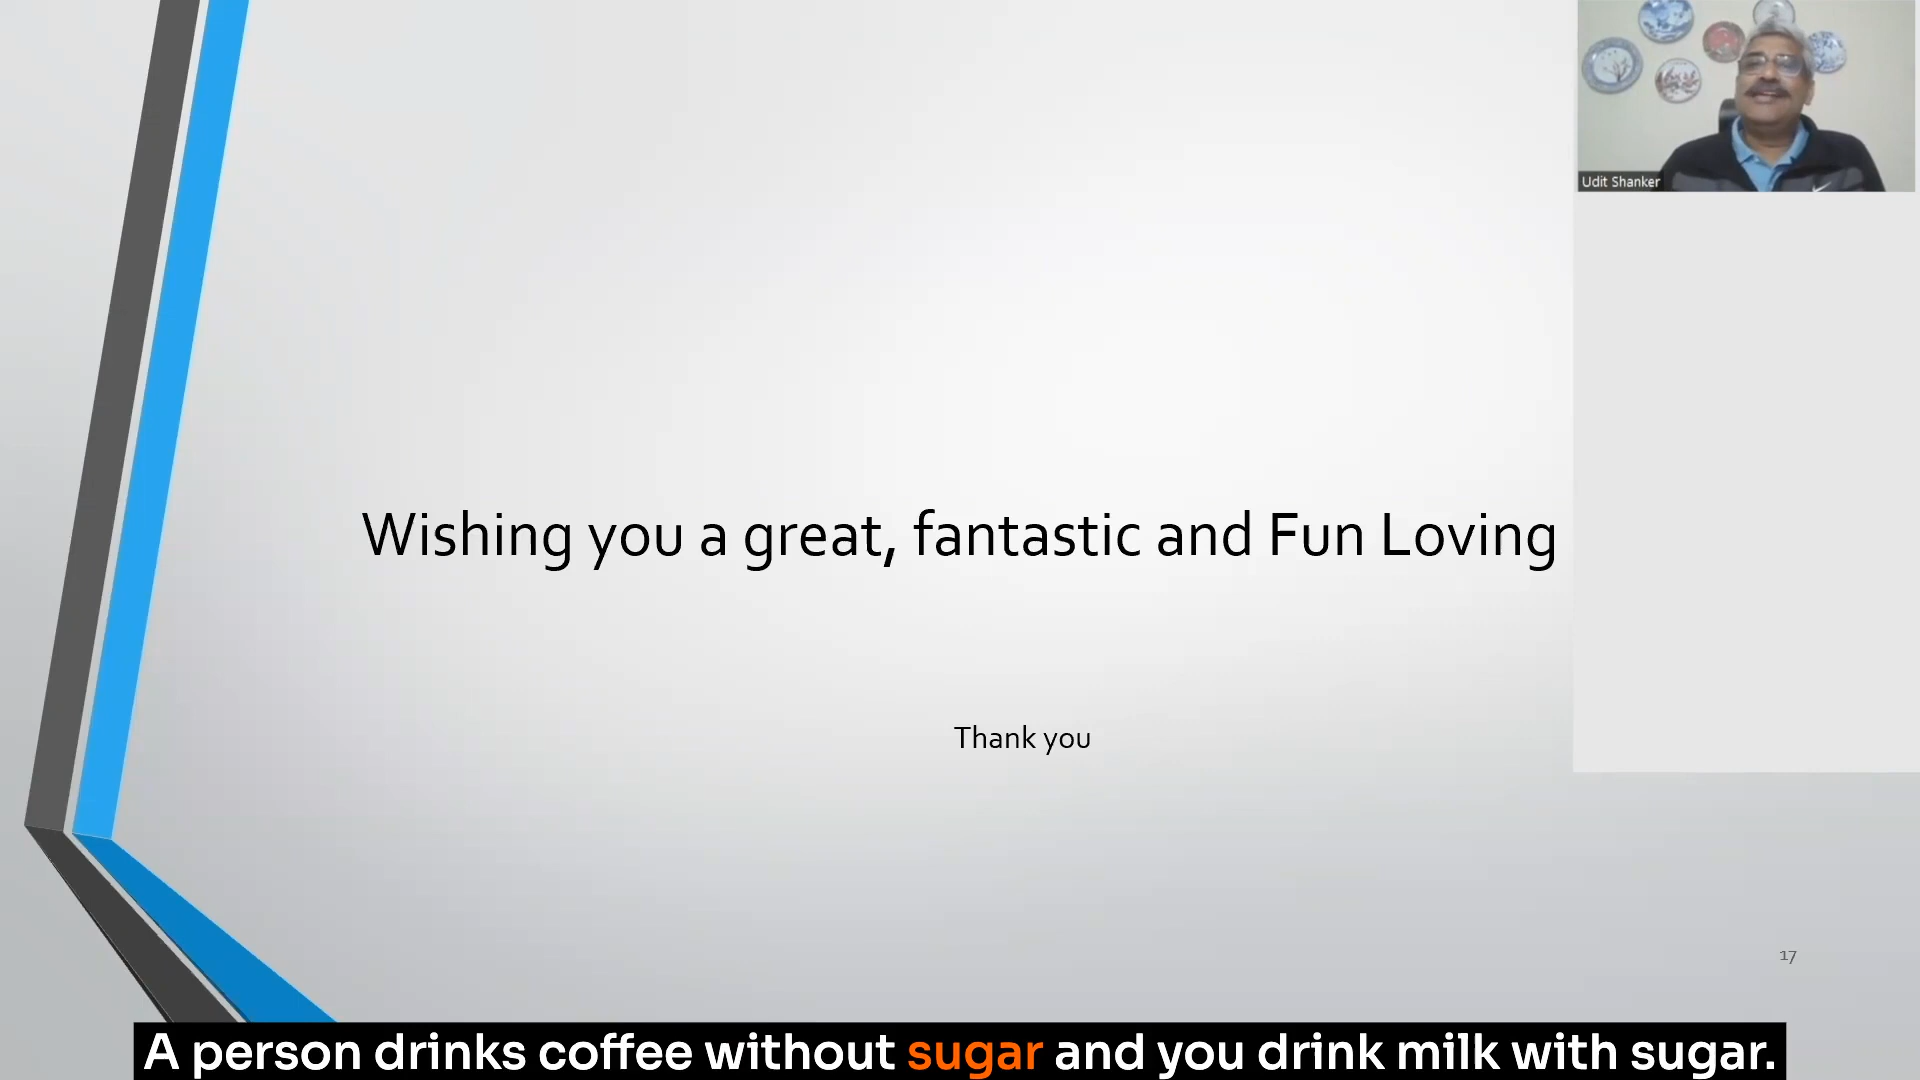 Udit Shanker
Wishing you a great, fantastic and Fun Loving
Thank you
17
A person drinks coffee without sugar and you drink milk with sugar.